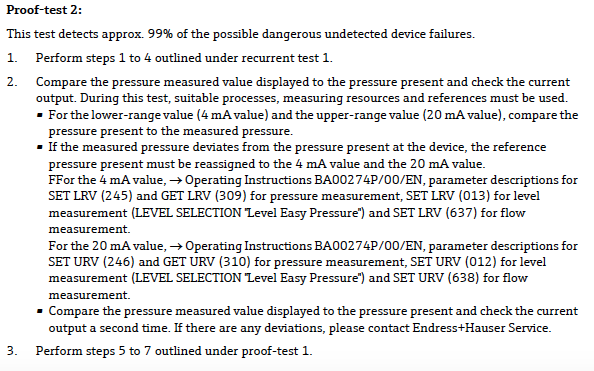 Proof-test 2:
This test detects approx. 99% of the possible dangerous undetected device failures.
1. Perform steps 1 to 4 outlined under recurrent test 1.
2. Compare the pressure measured value displayed to the pressure present and check the current
output. During this test, suitable processes, measuring resources and references must be used.
▪ For the lower-range value (4 mA value) and the upper-range value (20 mA value), compare the
pressure present to the measured pressure.
▪ If the measured pressure deviates from the pressure present at the device, the reference
pressure present must be reassigned to the 4 mA value and the 20 mA value.
FFor the 4 mA value, → Operating Instructions BA00274P/00/EN, parameter descriptions for
SET LRV (245) and GET LRV (309) for pressure measurement, SET LRV (013) for level
measurement (LEVEL SELECTION "Level Easy Pressure") and SET LRV (637) for flow
measurement.
For the 20 mA value, → Operating Instructions BA00274P/00/EN, parameter descriptions for
SET URV (246) and GET URV (310) for pressure measurement, SET URV (012) for level
measurement (LEVEL SELECTION "Level Easy Pressure") and SET URV (638) for flow
measurement.
▪ Compare the pressure measured value displayed to the pressure present and check the current
output a second time. If there are any deviations, please contact Endress+Hauser Service.
3. Perform steps 5 to 7 outlined under proof-test 1.